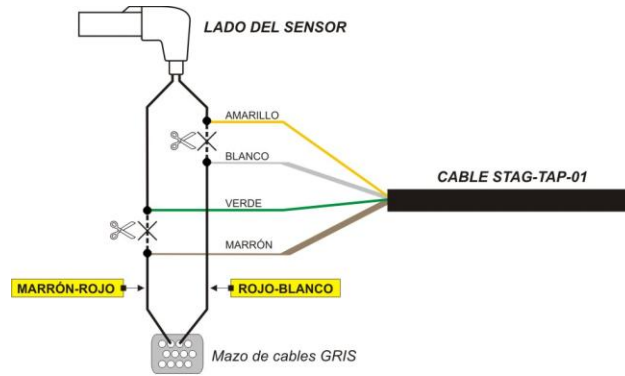 LADO DEL SENSOR
AMARILLO
BLANCO
CABLE STAG-TAP-01
VERDE
MARRÓN
MARRÓN-ROJO
ROJO-BLANCO
Mazo de cables GRIS